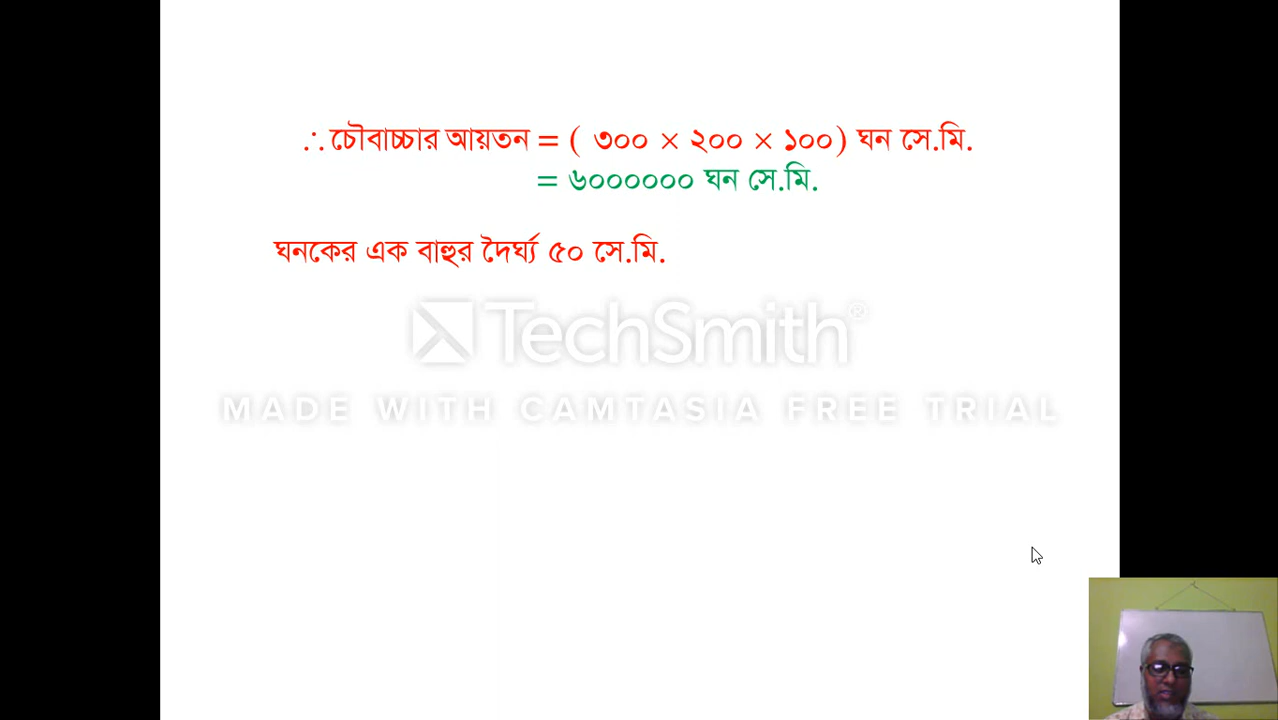 ∴ চৌবাচ্চার আয়তন = ( ৩০০ × ২০০ × ১০০) ঘন সে.মি.
= ৬০০০০০০ ঘন সে.মি.
ঘনকের এক বাহুর দৈর্ঘ্য ৫০ সে.মি.
TechSmith®
MADE WITH CAMTASIA FREE TRIAL